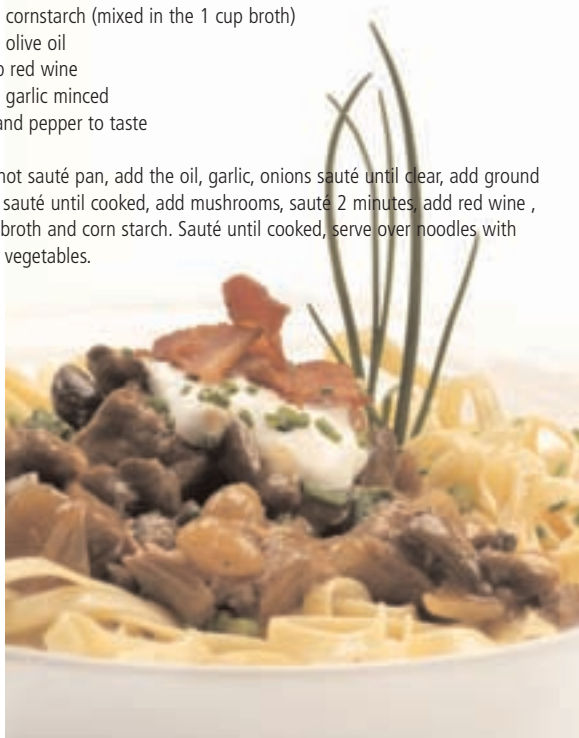 cornstarch (mixed in the 1 cup broth)
olive oil
red wine
garlic minced
and pepper to taste
hot sauté pan, add the oil, garlic, onions sauté until clear, add ground
sauté until cooked, add mushrooms, sauté 2 minutes, add red wine ,
broth and corn starch. Sauté until cooked, serve over noodles with
vegetables.